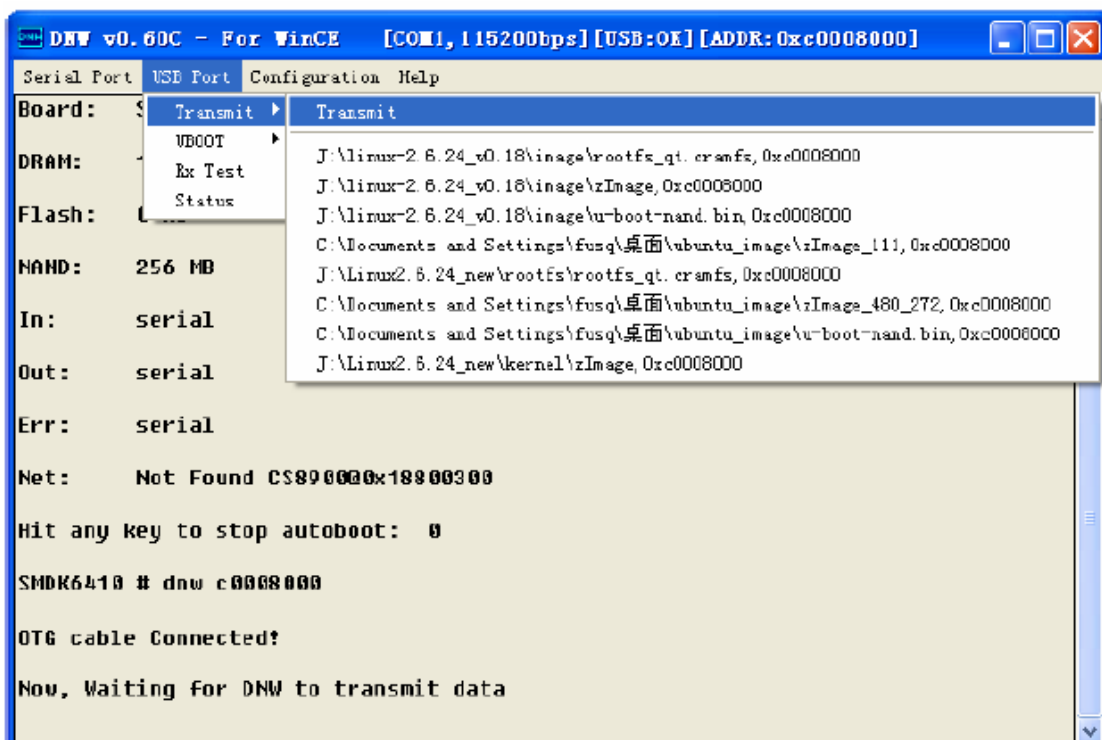 DNW v0.60C - For WinCE [COM1,115200bps][USB:OK][ADDR:0xc0008000]
Serial Port USB Port Configuration Help
Transmit
UBOOT
Rx Test
Status
Transmit
J:\linux-2.6.24_v0.18\image\rootfs_qt.cramfs,0xc0008000
J:\linux-2.6.24_v0.18\image\zImage,0xc0008000
J:\linux-2.6.24_v0.18\image\u-boot-nand.bin,0xc0008000
C:\Documents and Settings\fusq\桌面\ubuntu_image\zImage_111,0xc0008000
J:\Linux2.6.24_new\rootfs\rootfs_qt.cramfs,0xc0008000
C:\Documents and Settings\fusq\桌面\ubuntu_image\zImage_480_272,0xc0008000
C:\Documents and Settings\fusq\桌面\ubuntu_image\u-boot-nand.bin,0xc0008000
J:\Linux2.6.24_new\kernel\zImage,0xc0008000
Board:
DRAM:
Flash:
NAND: 256 MB
In: serial
Out: serial
Err: serial
Net: Not Found CS8900@0x18800300
Hit any key to stop autoboot: 0
SMDK6410 # dnw c0008000
OTG cable Connected!
Now, Waiting for DNW to transmit data